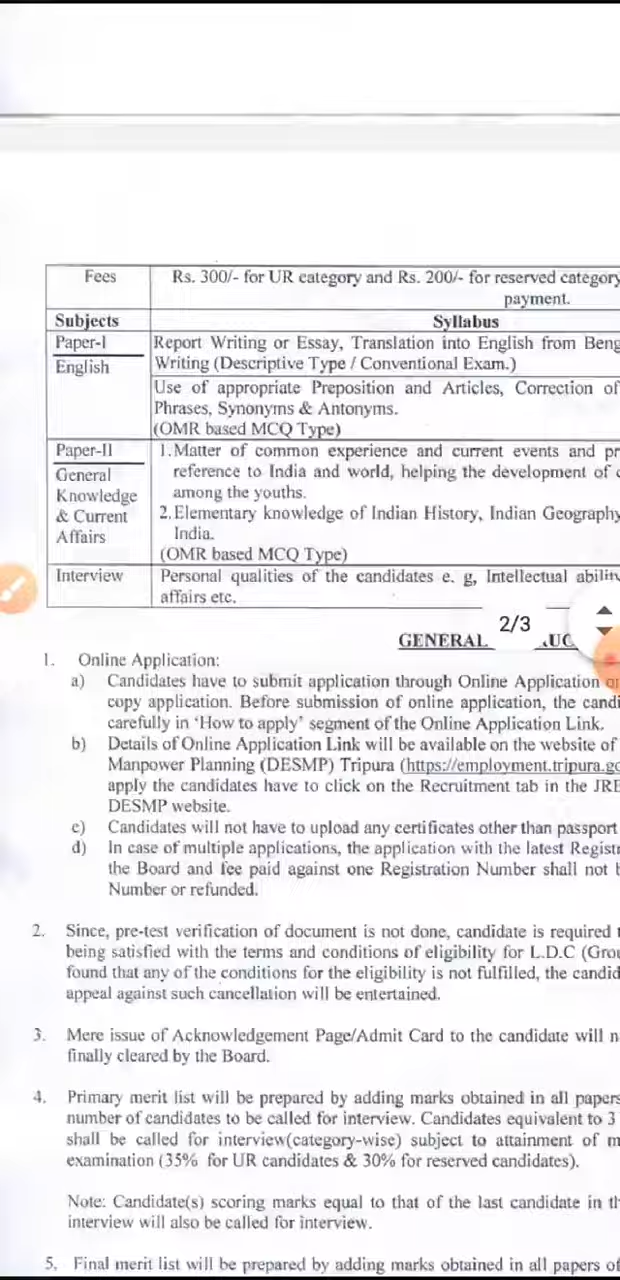 Fees Rs. 300/- for UR category and Rs. 200/- for reserved category
payment.
Subjects Syllabus
Paper-I Report Writing or Essay, Translation into English from Beng
English Writing (Descriptive Type / Conventional Exam.)
Use of appropriate Preposition and Articles, Correction of
Phrases, Synonyms & Antonyms.
(OMR based MCQ Type)
Paper-II 1. Matter of common experience and current events and pr
General reference to India and world, helping the development of
Knowledge among the youths.
& Current 2. Elementary knowledge of Indian History, Indian Geography
Affairs India.
(OMR based MCQ Type)
Interview Personal qualities of the candidates e. g, Intellectual ability
affairs etc.
2/3
GENERAL UC
1. Online Application:
a) Candidates have to submit application through Online Application
copy application. Before submission of online application, the candi
carefully in 'How to apply' segment of the Online Application Link.
b) Details of Online Application Link will be available on the website of
Manpower Planning (DESMP) Tripura (https://employment.tripura.go
apply the candidates have to click on the Recruitment tab in the JRB
DESMP website.
c) Candidates will not have to upload any certificates other than passport
d) In case of multiple applications, the application with the latest Registr
the Board and fee paid against one Registration Number shall not b
Number or refunded.
2. Since, pre-test verification of document is not done, candidate is required t
being satisfied with the terms and conditions of eligibility for L.D.C (Grou
found that any of the conditions for the eligibility is not fulfilled, the candid
appeal against such cancellation will be entertained.
3. Mere issue of Acknowledgement Page/Admit Card to the candidate will n
finally cleared by the Board.
4. Primary merit list will be prepared by adding marks obtained in all papers
number of candidates to be called for interview. Candidates equivalent to 3
shall be called for interview(category-wise) subject to attainment of m
examination (35% for UR candidates & 30% for reserved candidates).
Note: Candidate(s) scoring marks equal to that of the last candidate in th
interview will also be called for interview.
5. Final merit list will be prepared by adding marks obtained in all papers of